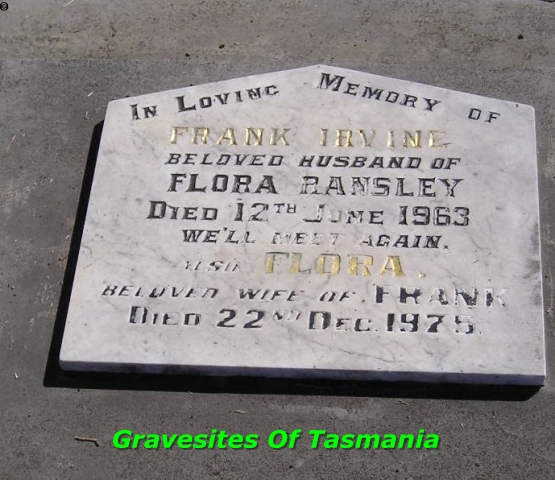 In Loving Memory of
FRANK IRVINE
BELOVED HUSBAND OF
FLORA RANSLEY
Died 12TH June 1963
WE'LL MEET AGAIN.
ALSO FLORA.
BELOVED WIFE OF FRANK
Died 22ND Dec. 1975.
Gravesites Of Tasmania